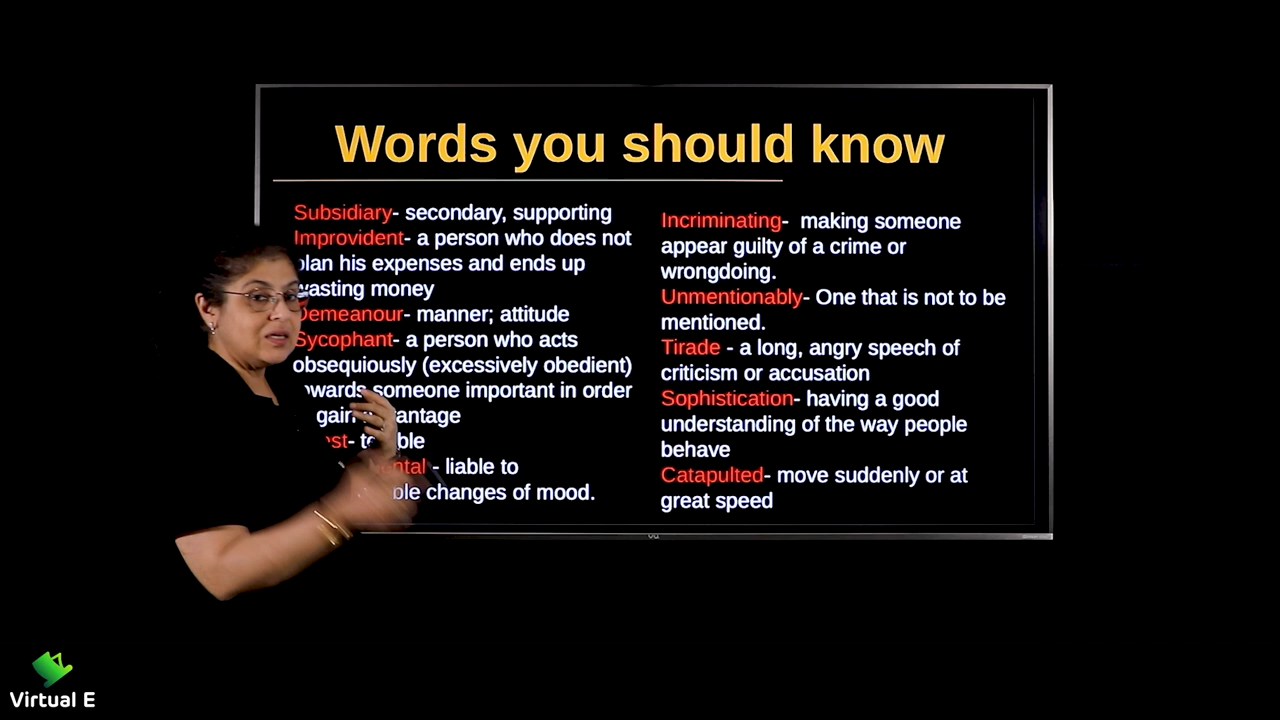 Words you should know
Subsidiary- secondary, supporting
Improvident- a person who does not
plan his expenses and ends up
wasting money
Demeanour- manner; attitude
Sycophant- a person who acts
obsequiously (excessively obedient)
towards someone important in order
gain
- liable to
changes of mood.
Incriminating- making someone
appear guilty of a crime or
wrongdoing.
Unmentionably- One that is not to be
mentioned.
Tirade - a long, angry speech of
criticism or accusation
Sophistication- having a good
understanding of the way people
behave
Catapulted- move suddenly or at
great speed
Virtual E